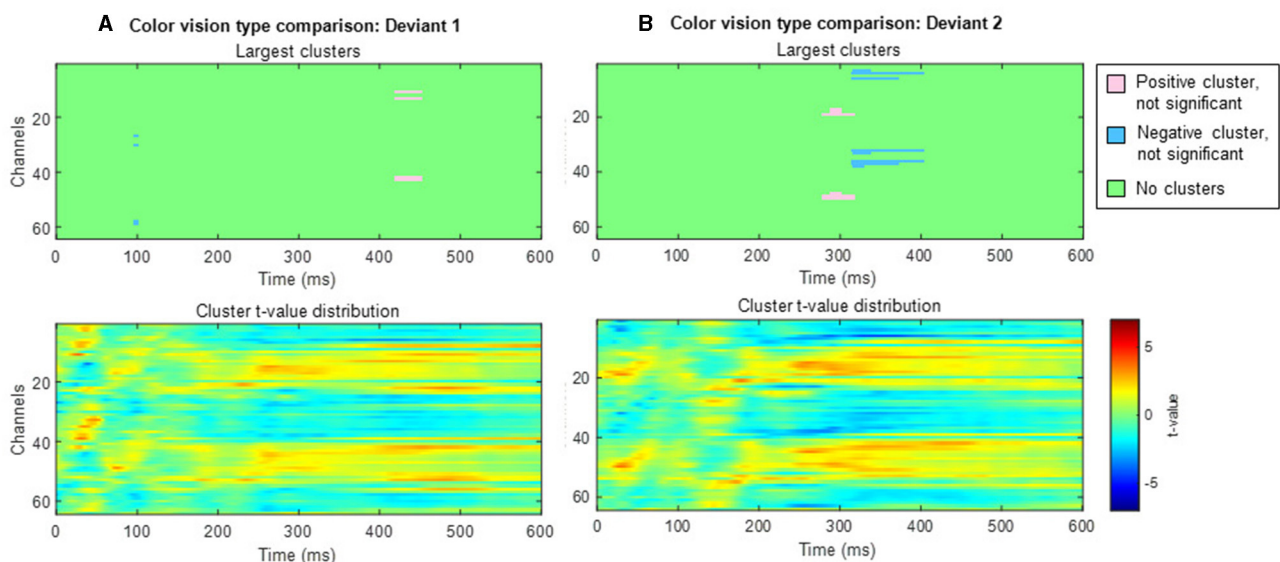 A Color vision type comparison: Deviant 1
Largest clusters
Channels
20
40
60
0 100 200 300 400 500 600
Time (ms)
Cluster t-value distribution
Channels
20
40
60
0 100 200 300 400 500 600
Time (ms)
B Color vision type comparison: Deviant 2
Largest clusters
20
40
60
0 100 200 300 400 500 600
Time (ms)
Cluster t-value distribution
20
40
60
0 100 200 300 400 500 600
Time (ms)
Positive cluster,
not significant
Negative cluster,
not significant
No clusters
5
0
-5
t-value